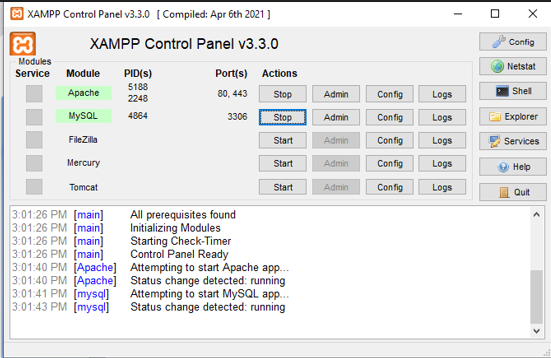 XAMPP Control Panel v3.3.0 [ Compiled: Apr 6th 2021 ]
XAMPP Control Panel v3.3.0
Config
Modules
Service Module PID(s) Port(s) Actions
Netstat
Apache 5188 2248 80, 443 Stop Admin Config Logs
Shell
MySQL 4864 3306 Stop Admin Config Logs
Explorer
FileZilla Start Admin Config Logs
Services
Mercury Start Admin Config Logs
Help
Tomcat Start Admin Config Logs
Quit
3:01:26 PM [main] All prerequisites found
3:01:26 PM [main] Initializing Modules
3:01:26 PM [main] Starting Check-Timer
3:01:26 PM [main] Control Panel Ready
3:01:40 PM [Apache] Attempting to start Apache app...
3:01:40 PM [Apache] Status change detected: running
3:01:41 PM [mysql] Attempting to start MySQL app...
3:01:43 PM [mysql] Status change detected: running